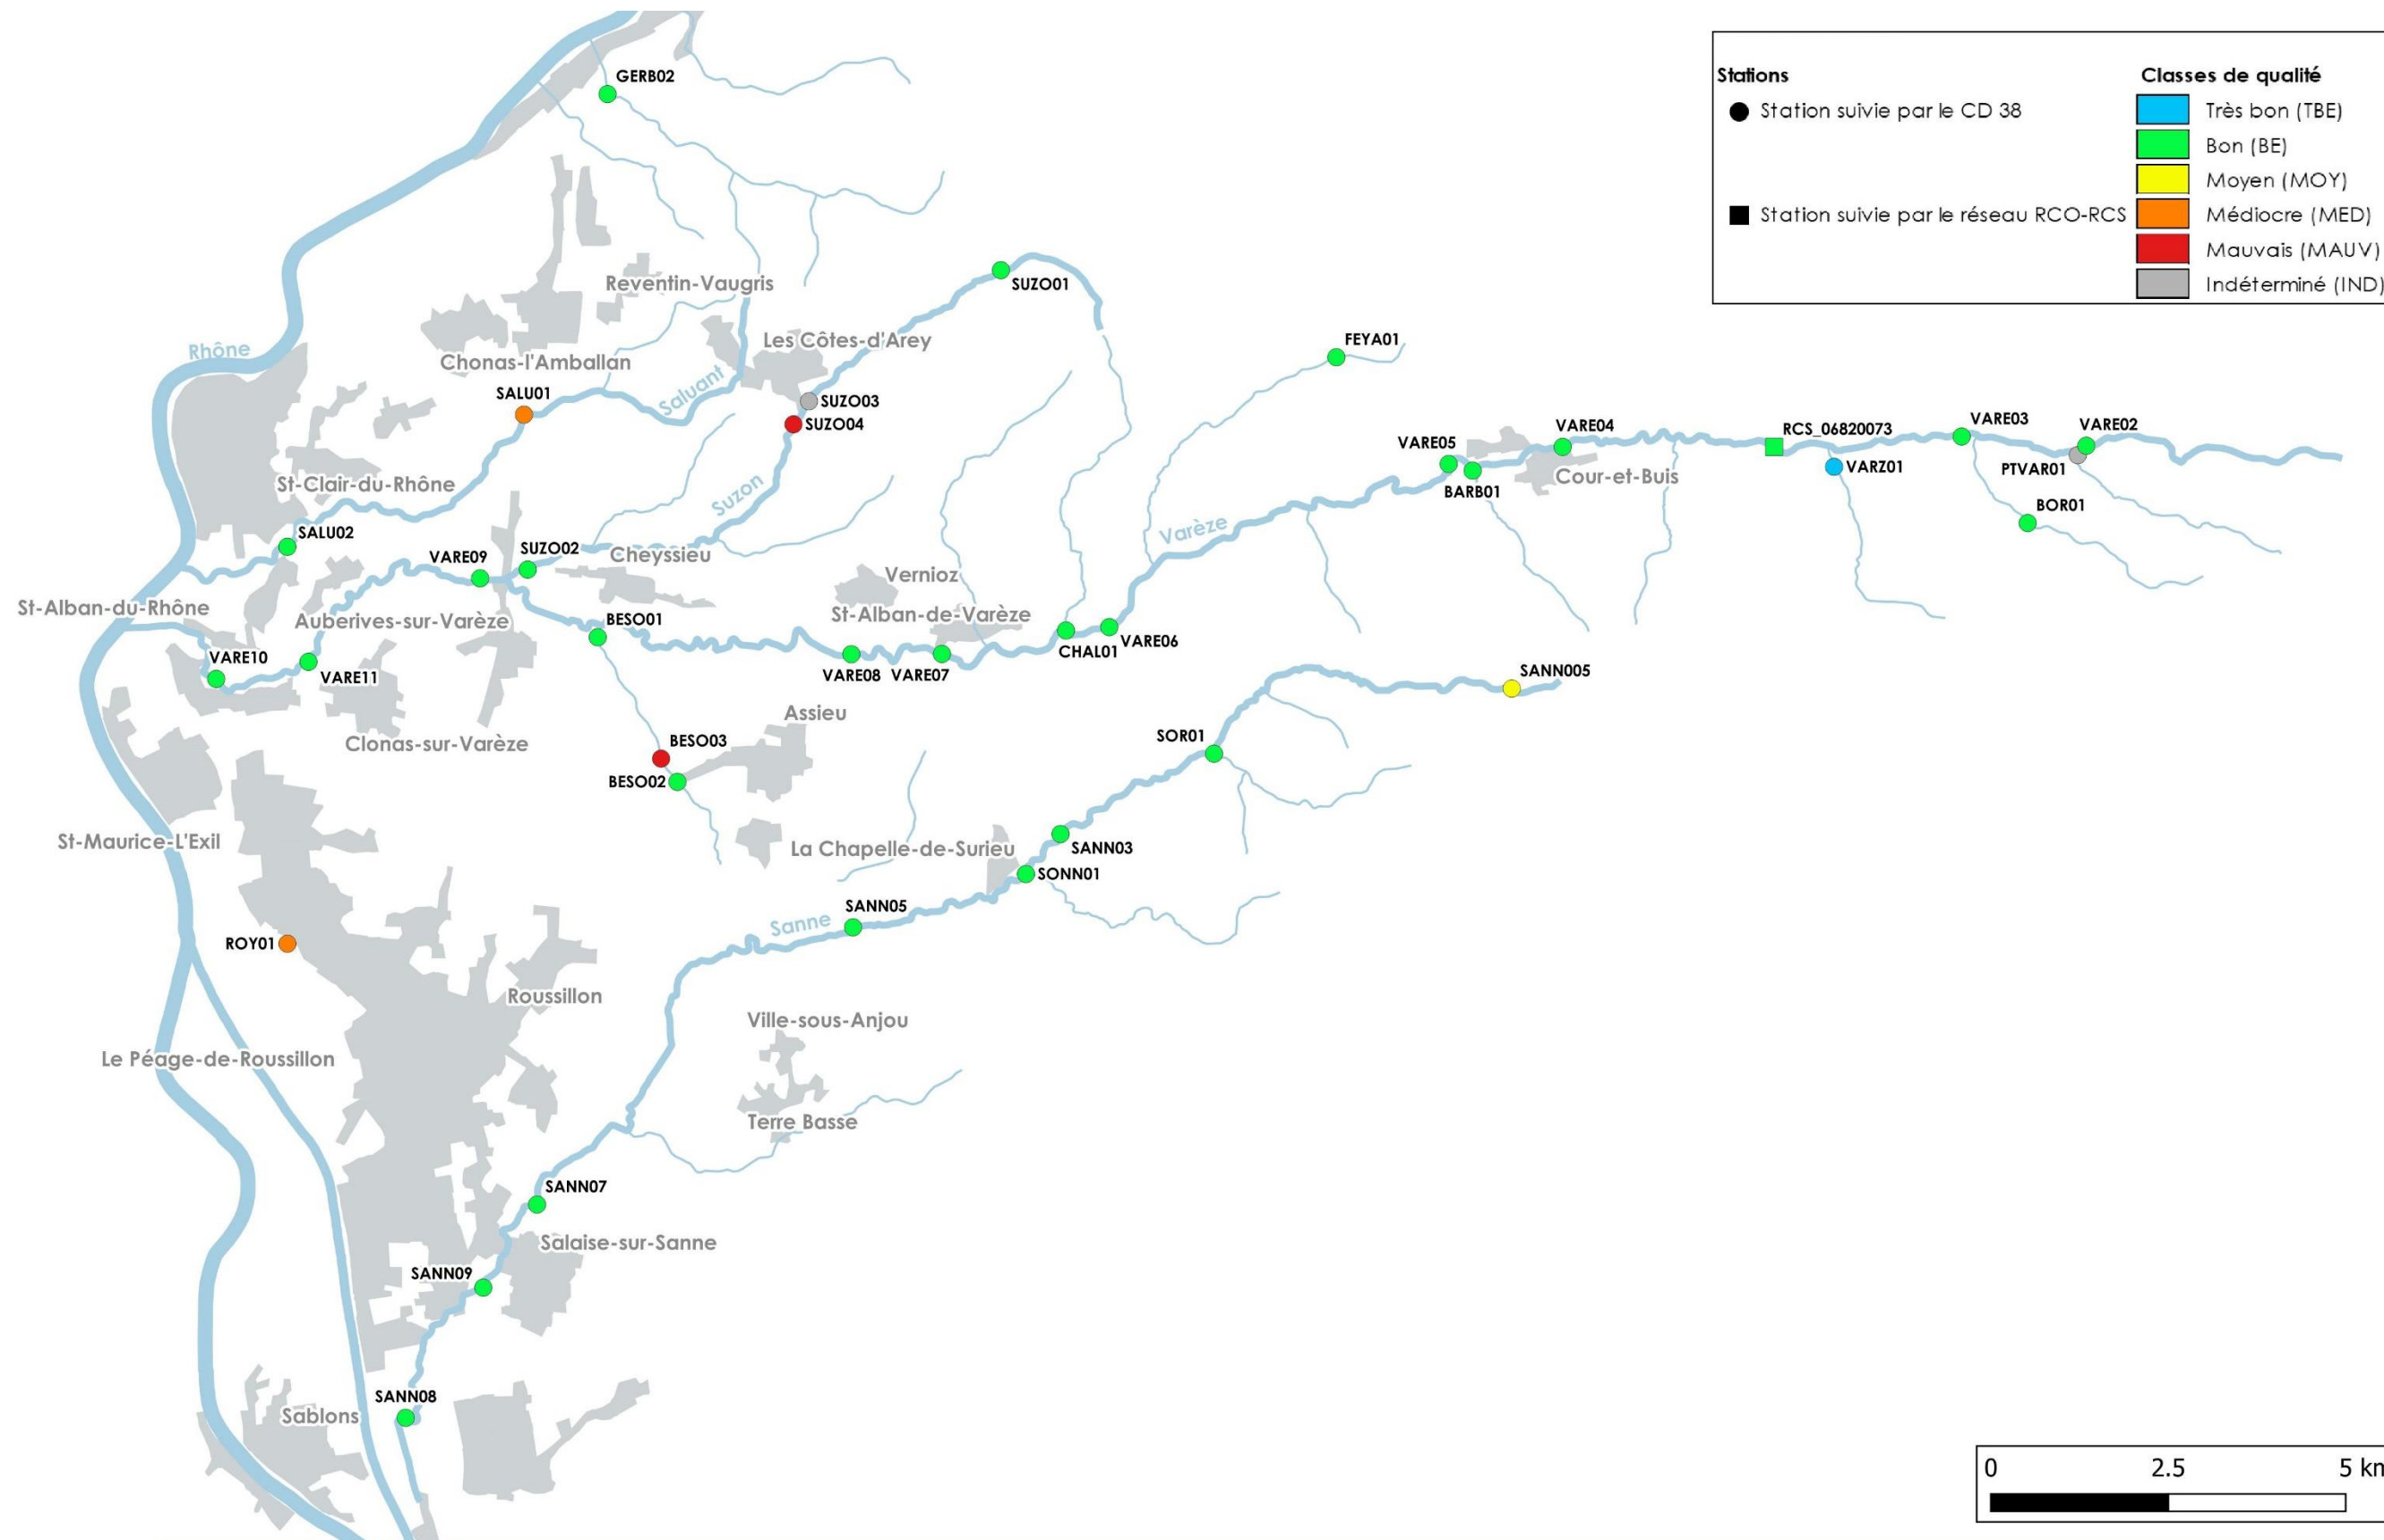 GERB02
Stations
Classes de qualité
Station suivie par le CD 38
Très bon (TBE)
Bon (BE)
Moyen (MOY)
Station suivie par le réseau RCO-RCS
Médiocre (MED)
Mauvais (MAUV)
Indéterminé (IND)
Reventin-Vaugris
SUZO01
Les Côtes-d'Arey
FEYA01
Rhône
Chonas-l'Amballan
SALU01
Saluant
SUZO03
SUZO04
VARE05
VARE04
RCS_06820073
VARE03
VARE02
VARZ01
PTVAR01
BARB01
Cour-et-Buis
BOR01
St-Clair-du-Rhône
Suzon
Varèze
SALU02
VARE09
SUZO02
Cheyssieu
Vernioz
St-Alban-du-Rhône
Auberives-sur-Varèze
BESO01
St-Alban-de-Varèze
VARE10
VARE11
VARE08
VARE07
CHAL01
VARE06
SANN005
Assieu
Clonas-sur-Varèze
BESO03
BESO02
SOR01
St-Maurice-L'Exil
La Chapelle-de-Surieu
SANN03
SONN01
SANN05
Sanne
ROY01
Roussillon
Ville-sous-Anjou
Le Péage-de-Roussillon
Terre Basse
SANN07
Salaise-sur-Sanne
SANN09
SANN08
Sablons
0
2.5
5 km